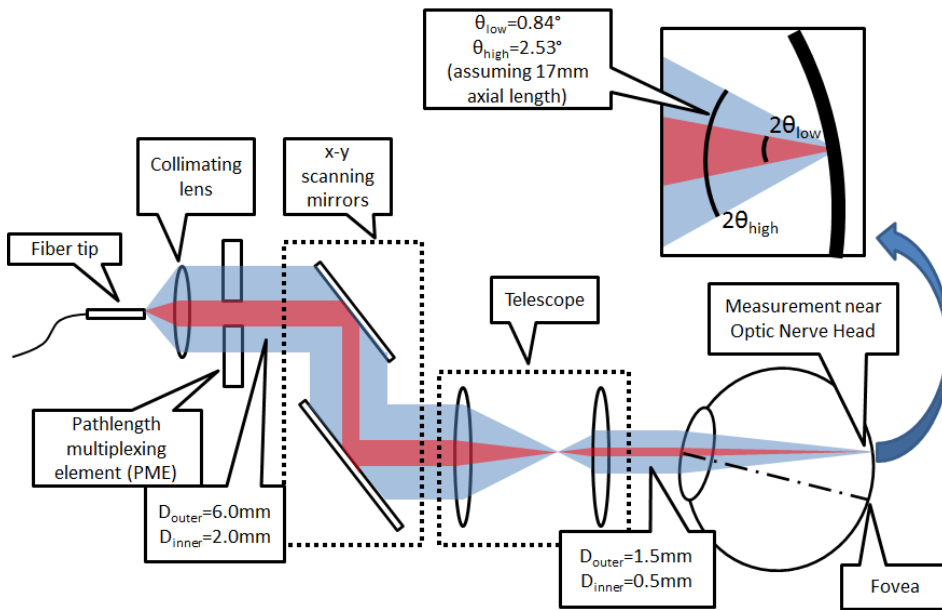 θlow=0.84°
θhigh=2.53°
(assuming 17mm
axial length)
2θlow
2θhigh
Collimating
lens
x-y
scanning
mirrors
Fiber tip
Telescope
Measurement near
Optic Nerve Head
Pathlength
multiplexing
element (PME)
Douter=6.0mm
Dinner=2.0mm
Douter=1.5mm
Dinner=0.5mm
Fovea